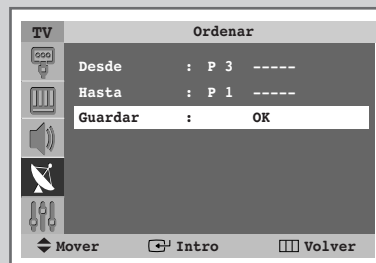 TV Ordenar
Desde : P 3 -----
Hasta : P 1 -----
Guardar : OK
Mover Intro Volver